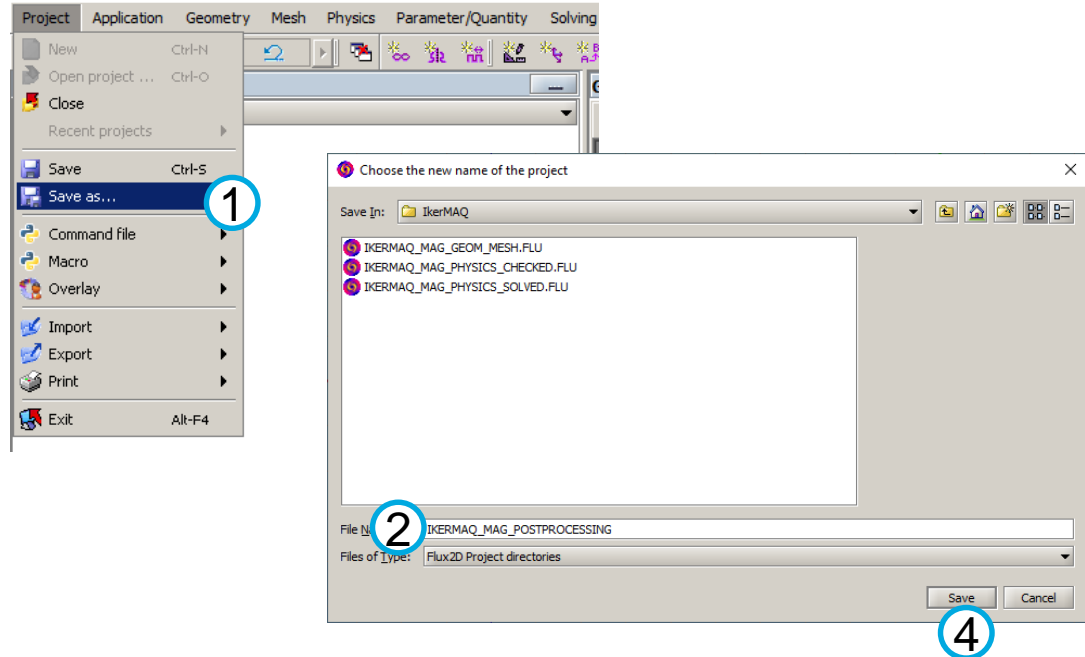 Project Application Geometry Mesh Physics Parameter/Quantity Solving
New Ctrl-N
Open project ... Ctrl-O
Close
Recent projects
Save Ctrl-S
Save as...
1
Command file
Macro
Overlay
Import
Export
Print
Exit Alt-F4
Choose the new name of the project
Save In: IkerMAQ
IKERMAQ_MAG_GEOM_MESH.FLU
IKERMAQ_MAG_PHYSICS_CHECKED.FLU
IKERMAQ_MAG_PHYSICS_SOLVED.FLU
File 2 IKERMAQ_MAG_POSTPROCESSING
Files of Type: Flux2D Project directories
Save Cancel
4